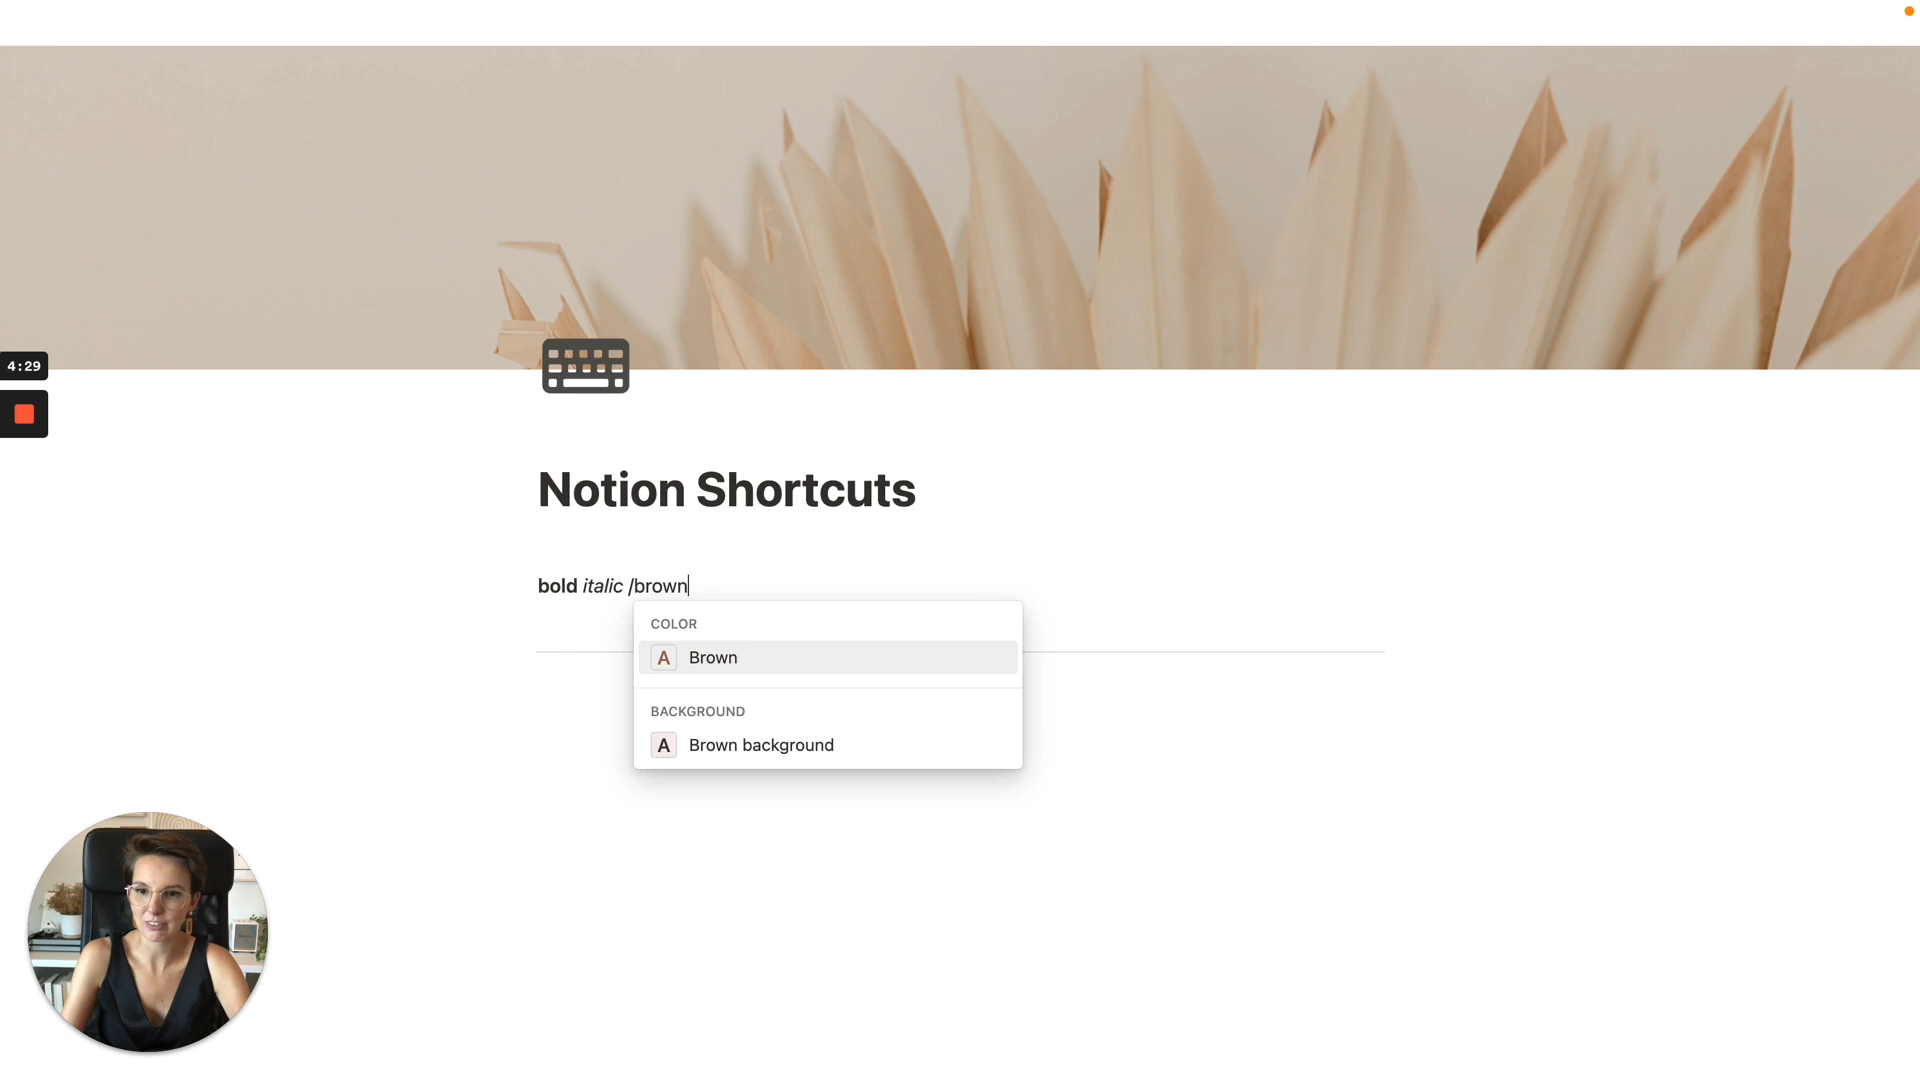 4:29
Notion Shortcuts
bold italic /brown
COLOR
A Brown
BACKGROUND
A Brown background